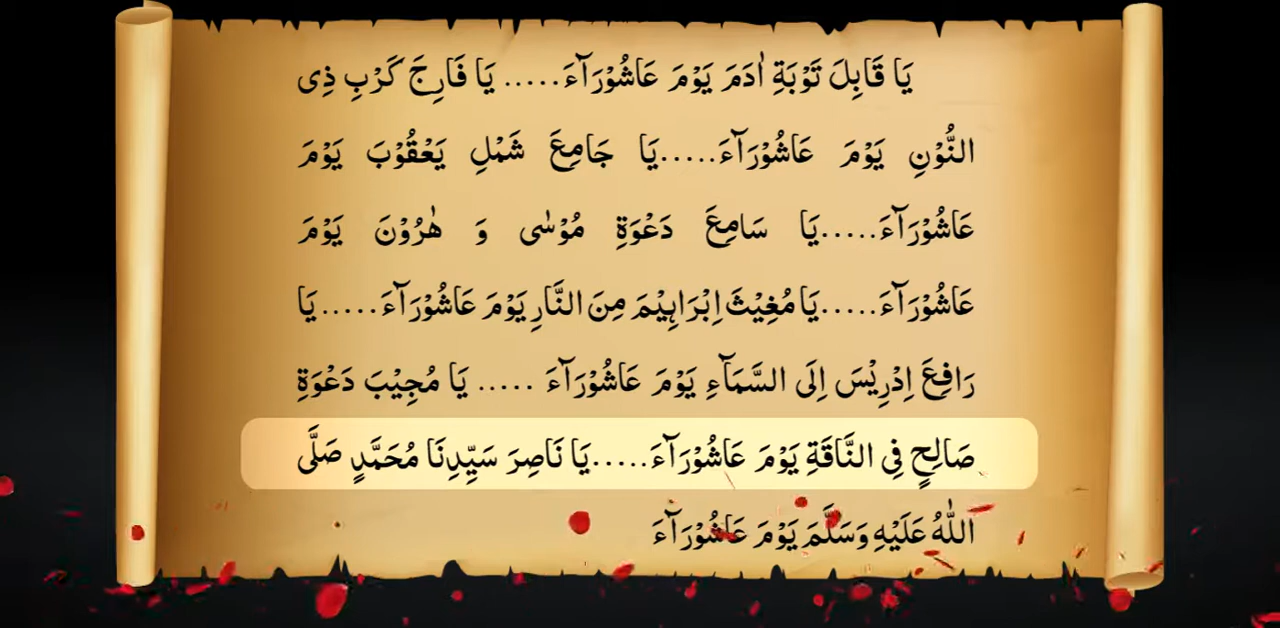 يَا قَابِلَ تَوْبَةِ اٰدَمَ يَوْمَ عَاشُوْرَآءَ..... يَا فَارِجَ كَرْبِ ذِی
النُّوْنِ يَوْمَ عَاشُوْرَآءَ.....يَا جَامِعَ شَمْلِ يَعْقُوْبَ يَوْمَ
عَاشُوْرَآءَ.....يَا سَامِعَ دَعْوَةِ مُوْسٰی وَ هٰرُوْنَ يَوْمَ
عَاشُوْرَآءَ.....يَا مُغِيْثَ اِبْرَاهِيْمَ مِنَ النَّارِ يَوْمَ عَاشُوْرَآءَ.....يَا
رَافِعَ اِدْرِيْسَ اِلَی السَّمَآءِ يَوْمَ عَاشُوْرَآءَ ..... يَا مُجِيْبَ دَعْوَةِ
صَالِحٍ فِی النَّاقَةِ يَوْمَ عَاشُوْرَآءَ.....يَا نَاصِرَ سَيِّدِنَا مُحَمَّدٍ صَلَّی
اللّٰهُ عَلَيْهِ وَسَلَّمَ يَوْمَ عَاشُوْرَآءَ